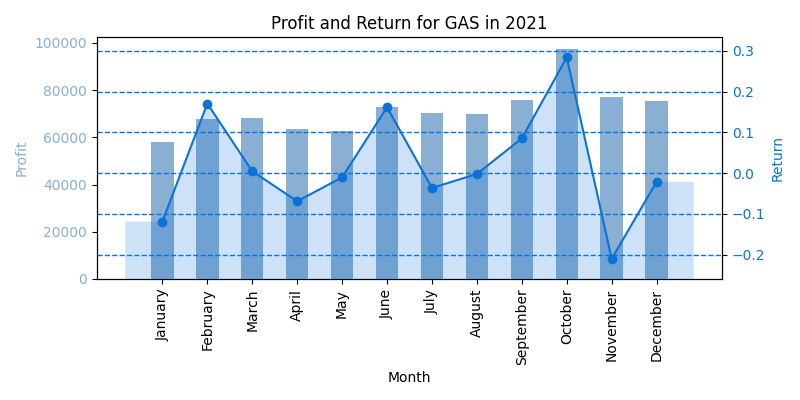 Profit and Return for GAS in 2021
Profit
100000
80000
60000
40000
20000
0
0.3
0.2
0.1
0.0
−0.1
−0.2
Return
January
February
March
April
May
June
July
August
September
October
November
December
Month